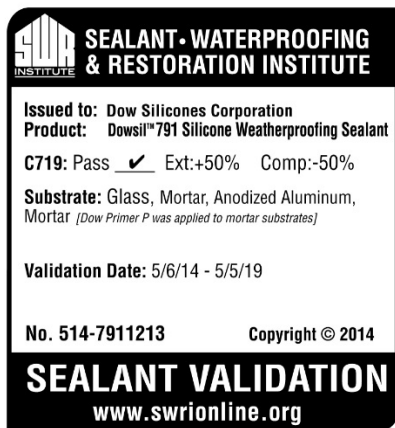 SWR
INSTITUTE
SEALANT • WATERPROOFING
& RESTORATION INSTITUTE
Issued to: Dow Silicones Corporation
Product: Dowsil™ 791 Silicone Weatherproofing Sealant
C719: Pass ✔ Ext:+50% Comp:-50%
Substrate: Glass, Mortar, Anodized Aluminum,
Mortar [Dow Primer P was applied to mortar substrates]
Validation Date: 5/6/14 - 5/5/19
No. 514-7911213 Copyright © 2014
SEALANT VALIDATION
www.swrionline.org